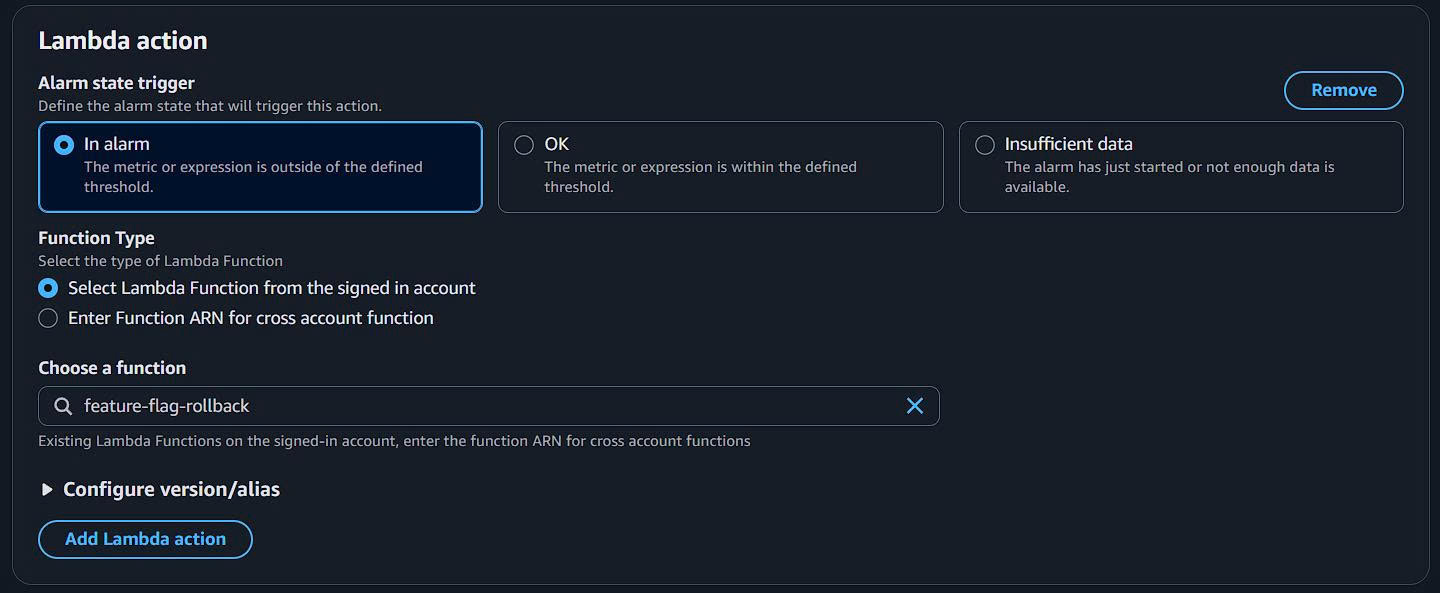 Lambda action
Alarm state trigger
Define the alarm state that will trigger this action.
Remove
In alarm
The metric or expression is outside of the defined
threshold.
OK
The metric or expression is within the defined
threshold.
Insufficient data
The alarm has just started or not enough data is
available.
Function Type
Select the type of Lambda Function
Select Lambda Function from the signed in account
Enter Function ARN for cross account function
Choose a function
feature-flag-rollback
Existing Lambda Functions on the signed-in account, enter the function ARN for cross account functions
Configure version/alias
Add Lambda action